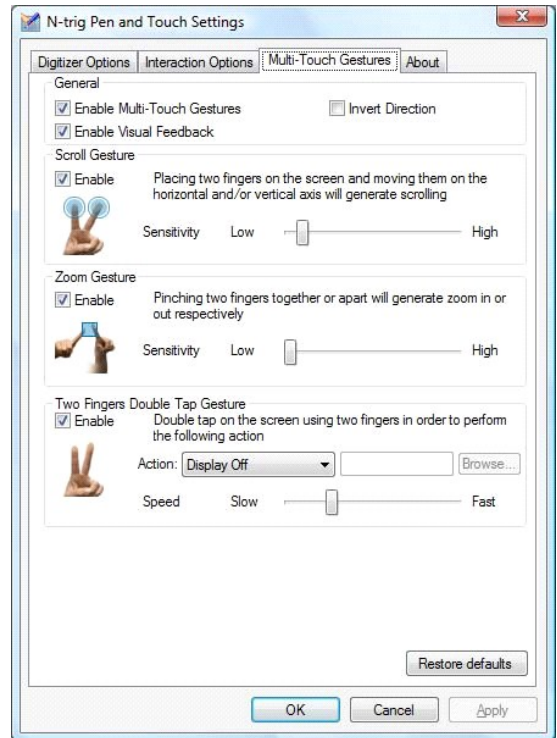 N-trig Pen and Touch Settings
Digitizer Options Interaction Options Multi-Touch Gestures About
General
Enable Multi-Touch Gestures Invert Direction
Enable Visual Feedback
Scroll Gesture
Enable Placing two fingers on the screen and moving them on the
horizontal and/or vertical axis will generate scrolling
Sensitivity Low High
Zoom Gesture
Enable Pinching two fingers together or apart will generate zoom in or
out respectively
Sensitivity Low High
Two Fingers Double Tap Gesture
Enable Double tap on the screen using two fingers in order to perform
the following action
Action: Display Off Browse...
Speed Slow Fast
Restore defaults
OK Cancel Apply